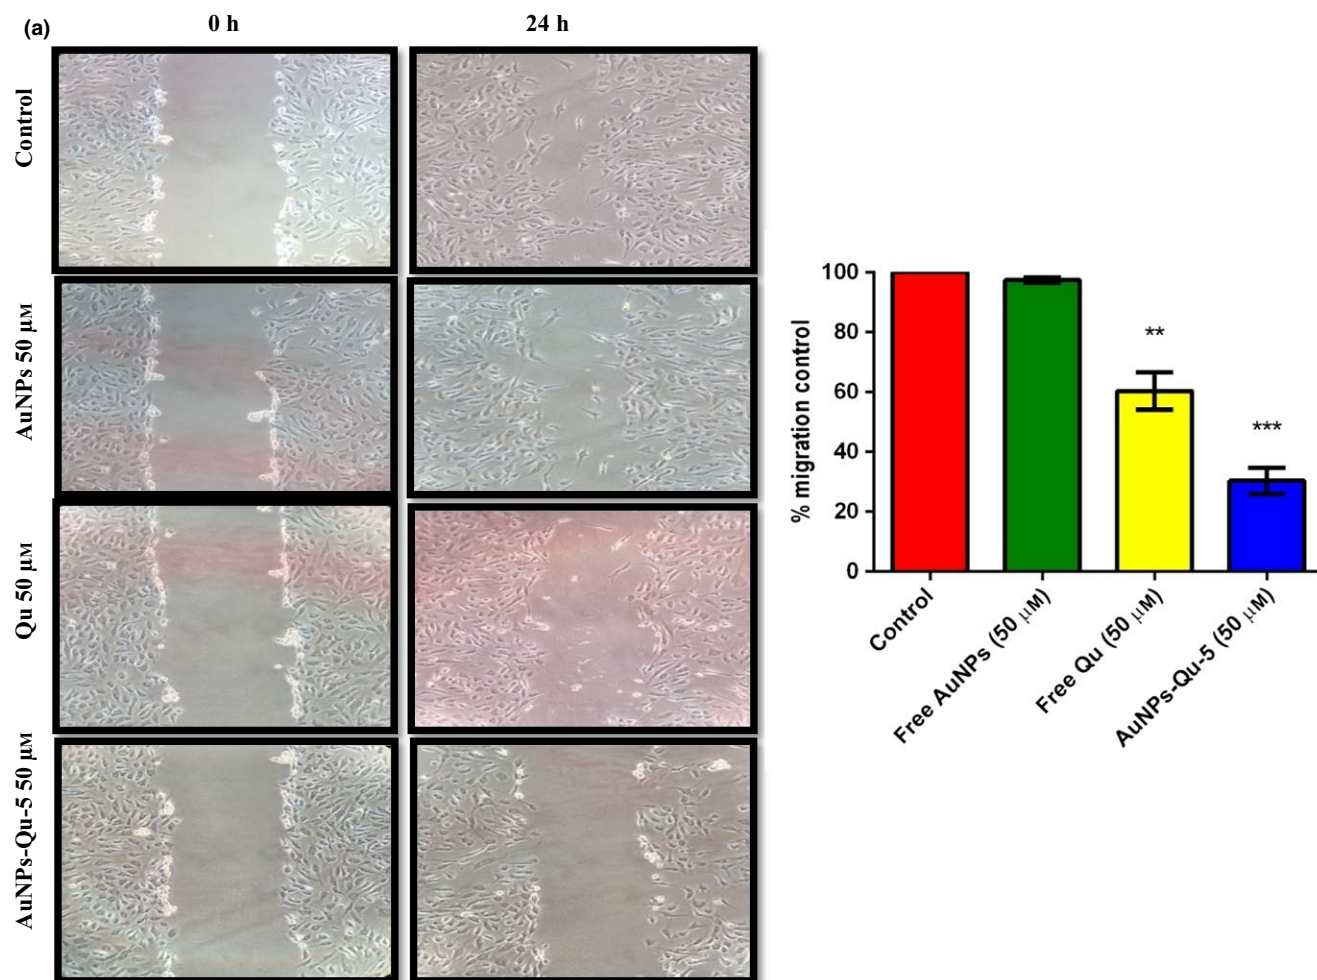 (a)
0 h
24 h
Control
AuNPs 50 μM
Qu 50 μM
AuNPs-Qu-5 50 μM
% migration control
100
80
60
40
20
0
**
***
Control
Free AuNPs (50 μM)
Free Qu (50 μM)
AuNPs-Qu-5 (50 μM)